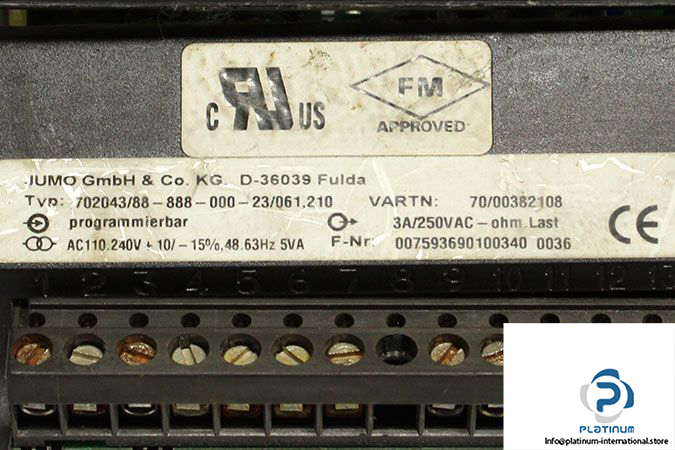 c RU US
FM
APPROVED
JUMO GmbH & Co. KG. D-36039 Fulda
Typ: 702043/88-888-000-23/061,210 VARTN: 70/00382108
programmierbar 3A/250VAC-ohm.Last
AC110.240V +10/-15%,48.63Hz 5VA F-Nr: 007593690100340 0036
CE
1 2 3 4 5 6 7 8 9 10 11 12 13
PLATINUM
info@platinum-international.store